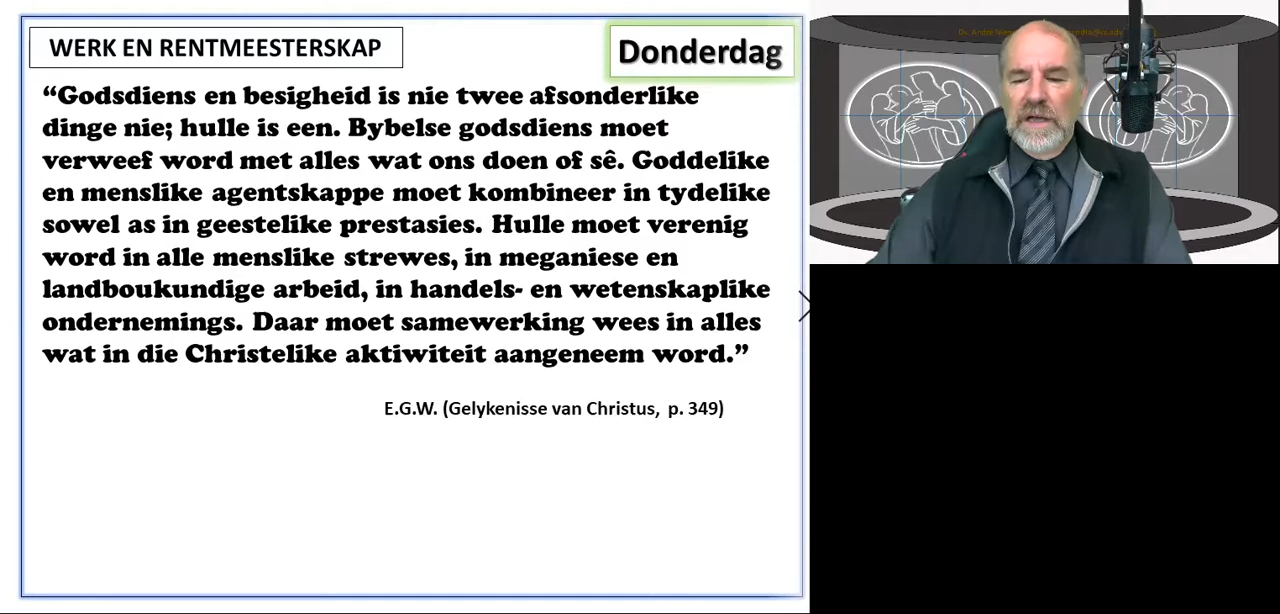 WERK EN RENTMEESTERSKAP
Donderdag
“Godsdiens en besigheid is nie twee afsonderlike
dinge nie; hulle is een. Bybelse godsdiens moet
verweef word met alles wat ons doen of sê. Goddelike
en menslike agentskappe moet kombineer in tydelike
sowel as in geestelike prestasies. Hulle moet verenig
word in alle menslike strewes, in meganiese en
landboukundige arbeid, in handels- en wetenskaplike
ondernemings. Daar moet samewerking wees in alles
wat in die Christelike aktiwiteit aangeneem word.”
E.G.W. (Gelykenisse van Christus, p. 349)
Ds. André